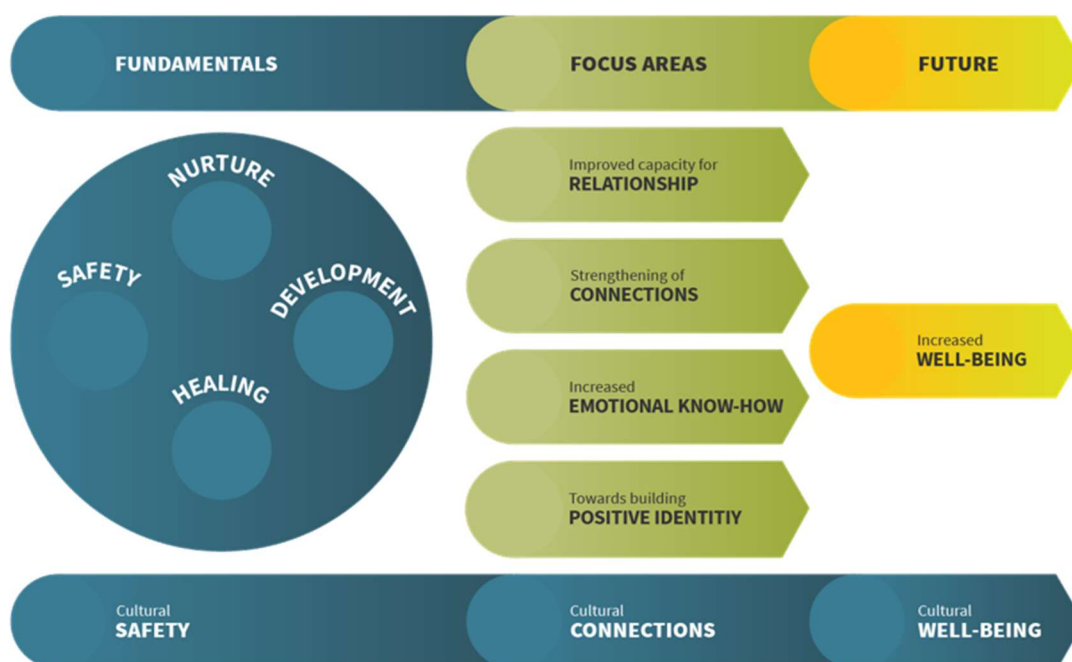 FUNDAMENTALS
FOCUS AREAS
FUTURE
NURTURE
SAFETY
DEVELOPMENT
HEALING
Improved capacity for
RELATIONSHIP
Strengthening of
CONNECTIONS
Increased
EMOTIONAL KNOW-HOW
Towards building
POSITIVE IDENTITIY
Increased
WELL-BEING
Cultural
SAFETY
Cultural
CONNECTIONS
Cultural
WELL-BEING